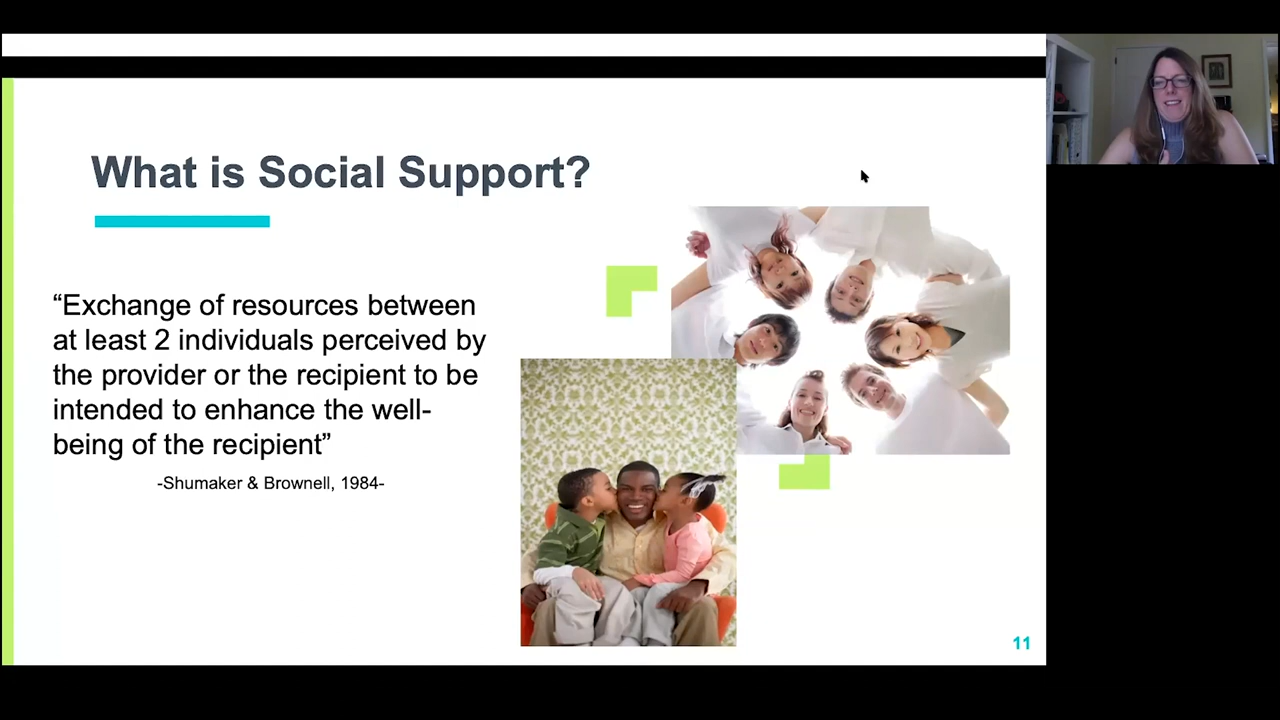 What is Social Support?
“Exchange of resources between
at least 2 individuals perceived by
the provider or the recipient to be
intended to enhance the well-
being of the recipient”
-Shumaker & Brownell, 1984-
11